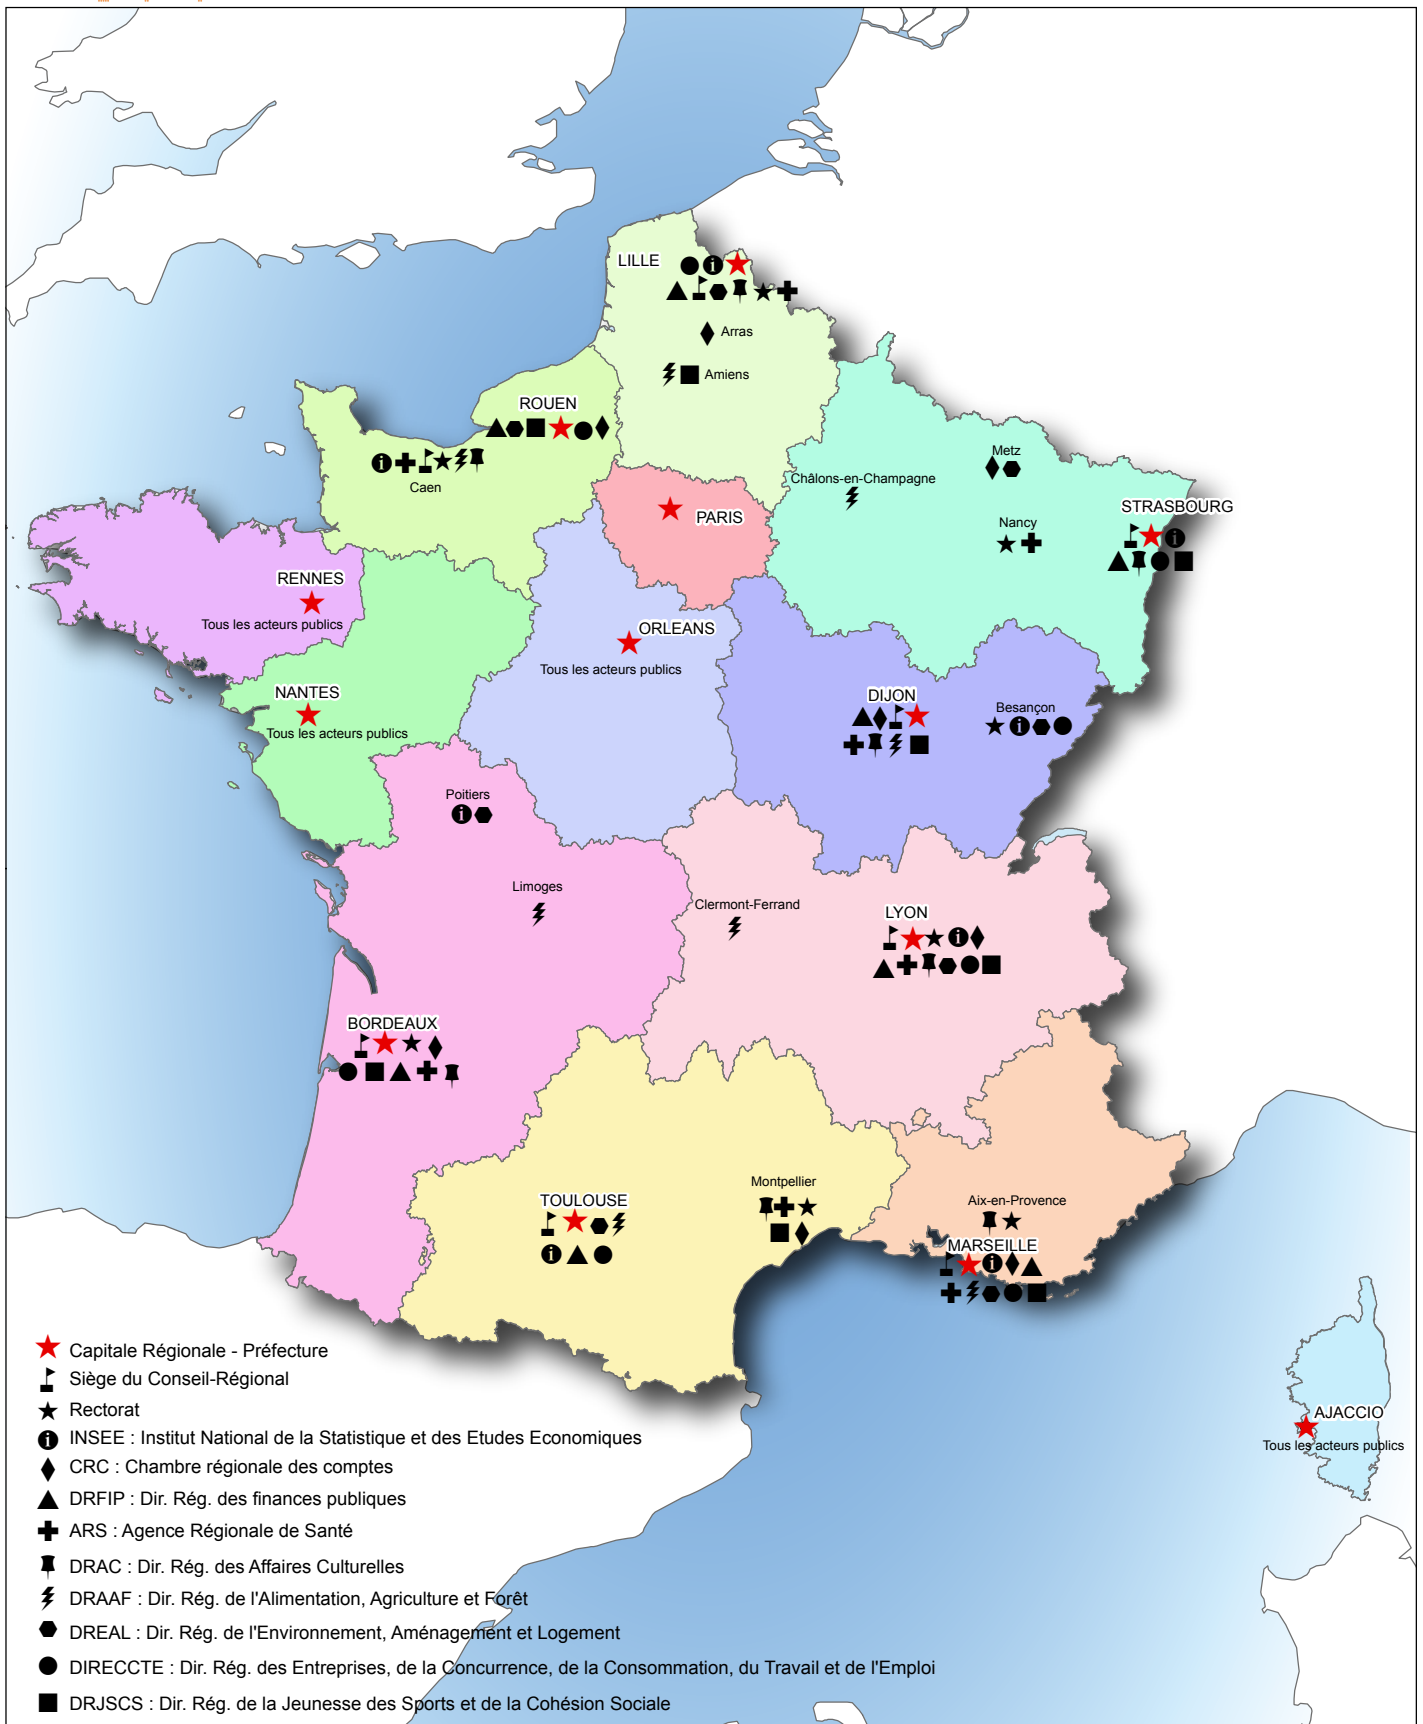 LILLE
Arras
Amiens
ROUEN
Caen
Metz
Châlons-en-Champagne
STRASBOURG
PARIS
Nancy
RENNES
Tous les acteurs publics
ORLEANS
Tous les acteurs publics
NANTES
Tous les acteurs publics
DIJON
Besançon
Poitiers
Limoges
Clermont-Ferrand
LYON
BORDEAUX
Montpellier
TOULOUSE
Aix-en-Provence
MARSEILLE
AJACCIO
Tous les acteurs publics
Capitale Régionale - Préfecture
Siège du Conseil-Régional
Rectorat
INSEE : Institut National de la Statistique et des Etudes Economiques
CRC : Chambre régionale des comptes
DRFIP : Dir. Rég. des finances publiques
ARS : Agence Régionale de Santé
DRAC : Dir. Rég. des Affaires Culturelles
DRAAF : Dir. Rég. de l'Alimentation, Agriculture et Forêt
DREAL : Dir. Rég. de l'Environnement, Aménagement et Logement
DIRECCTE : Dir. Rég. des Entreprises, de la Concurrence, de la Consommation, du Travail et de l'Emploi
DRJSCS : Dir. Rég. de la Jeunesse des Sports et de la Cohésion Sociale